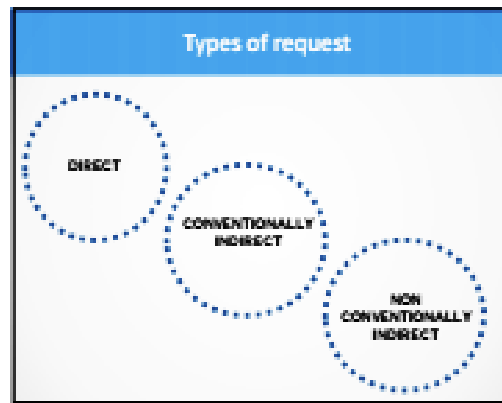 Types of request
DIRECT
CONVENTIONALLY
INDIRECT
NON
CONVENTIONALLY
INDIRECT